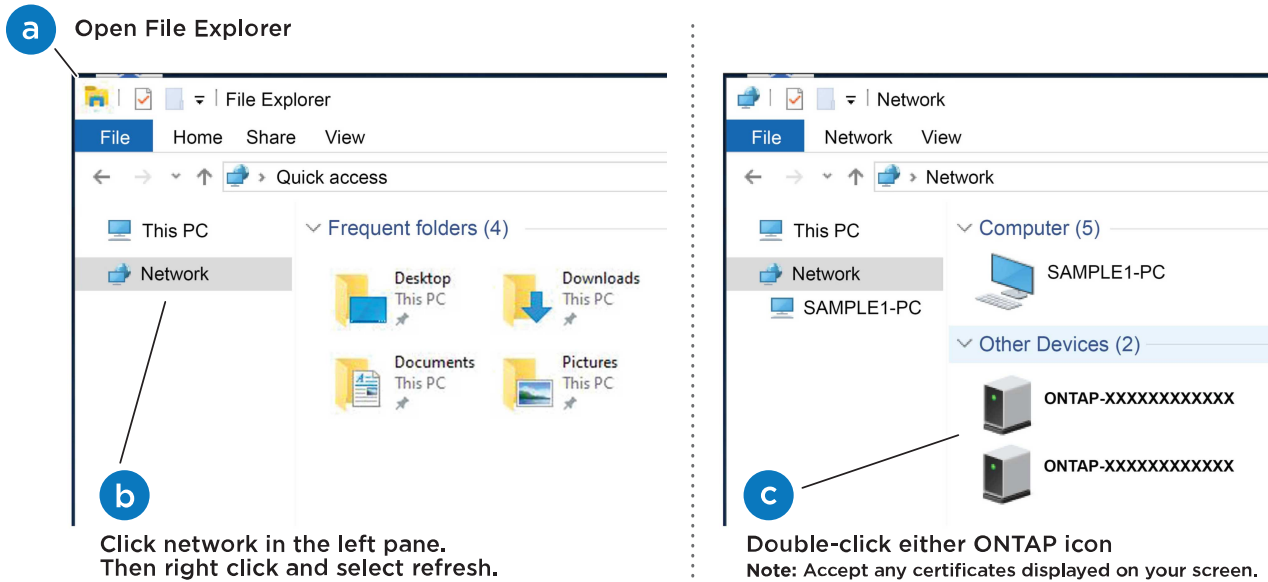 a
Open File Explorer
File Explorer
File Home Share View
Quick access
This PC
Network
Frequent folders (4)
Desktop
This PC
Downloads
This PC
Documents
This PC
Pictures
This PC
b
Click network in the left pane.
Then right click and select refresh.
Network
File Network View
Network
This PC
Network
SAMPLE1-PC
Computer (5)
SAMPLE1-PC
Other Devices (2)
ONTAP-XXXXXXXXXXXX
ONTAP-XXXXXXXXXXXX
c
Double-click either ONTAP icon
Note: Accept any certificates displayed on your screen.